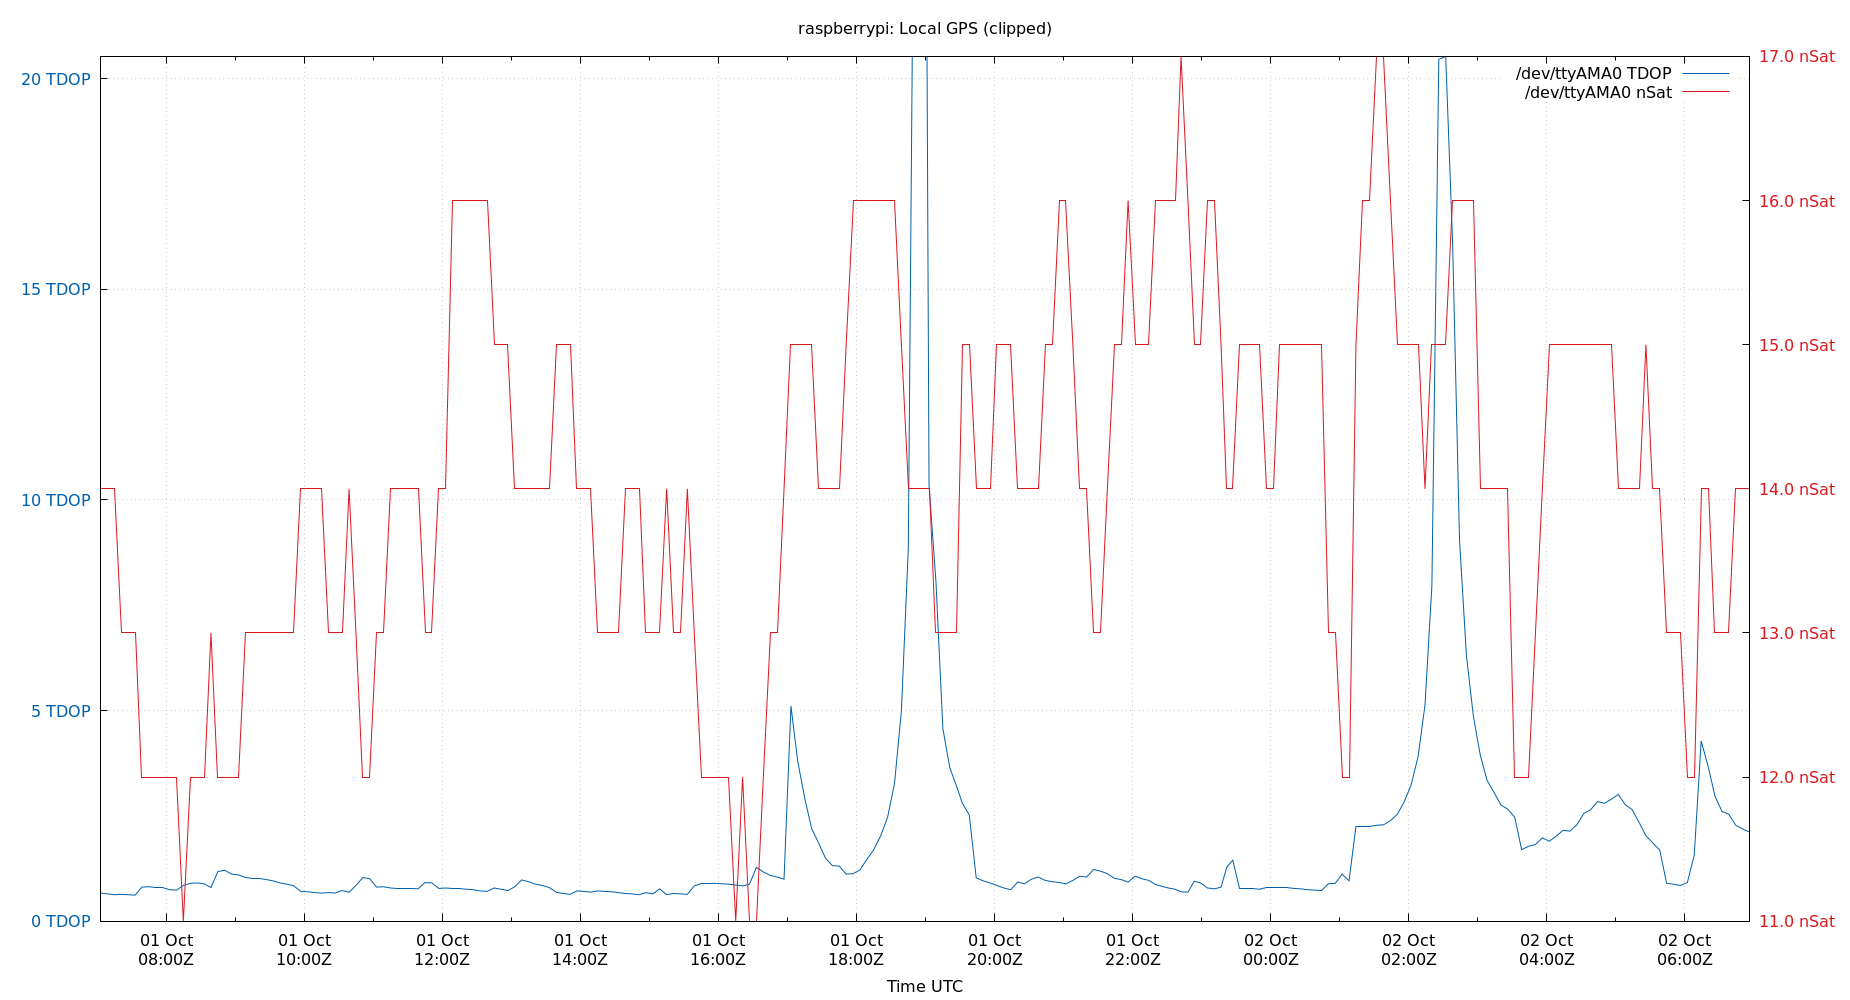 raspberrypi: Local GPS (clipped)
20 TDOP
15 TDOP
10 TDOP
5 TDOP
0 TDOP
17.0 nSat
16.0 nSat
15.0 nSat
14.0 nSat
13.0 nSat
12.0 nSat
11.0 nSat
/dev/ttyAMA0 TDOP
/dev/ttyAMA0 nSat
01 Oct 01 Oct 01 Oct 01 Oct 01 Oct 01 Oct 01 Oct 01 Oct 02 Oct 02 Oct 02 Oct 02 Oct
08:00Z 10:00Z 12:00Z 14:00Z 16:00Z 18:00Z 20:00Z 22:00Z 00:00Z 02:00Z 04:00Z 06:00Z
Time UTC